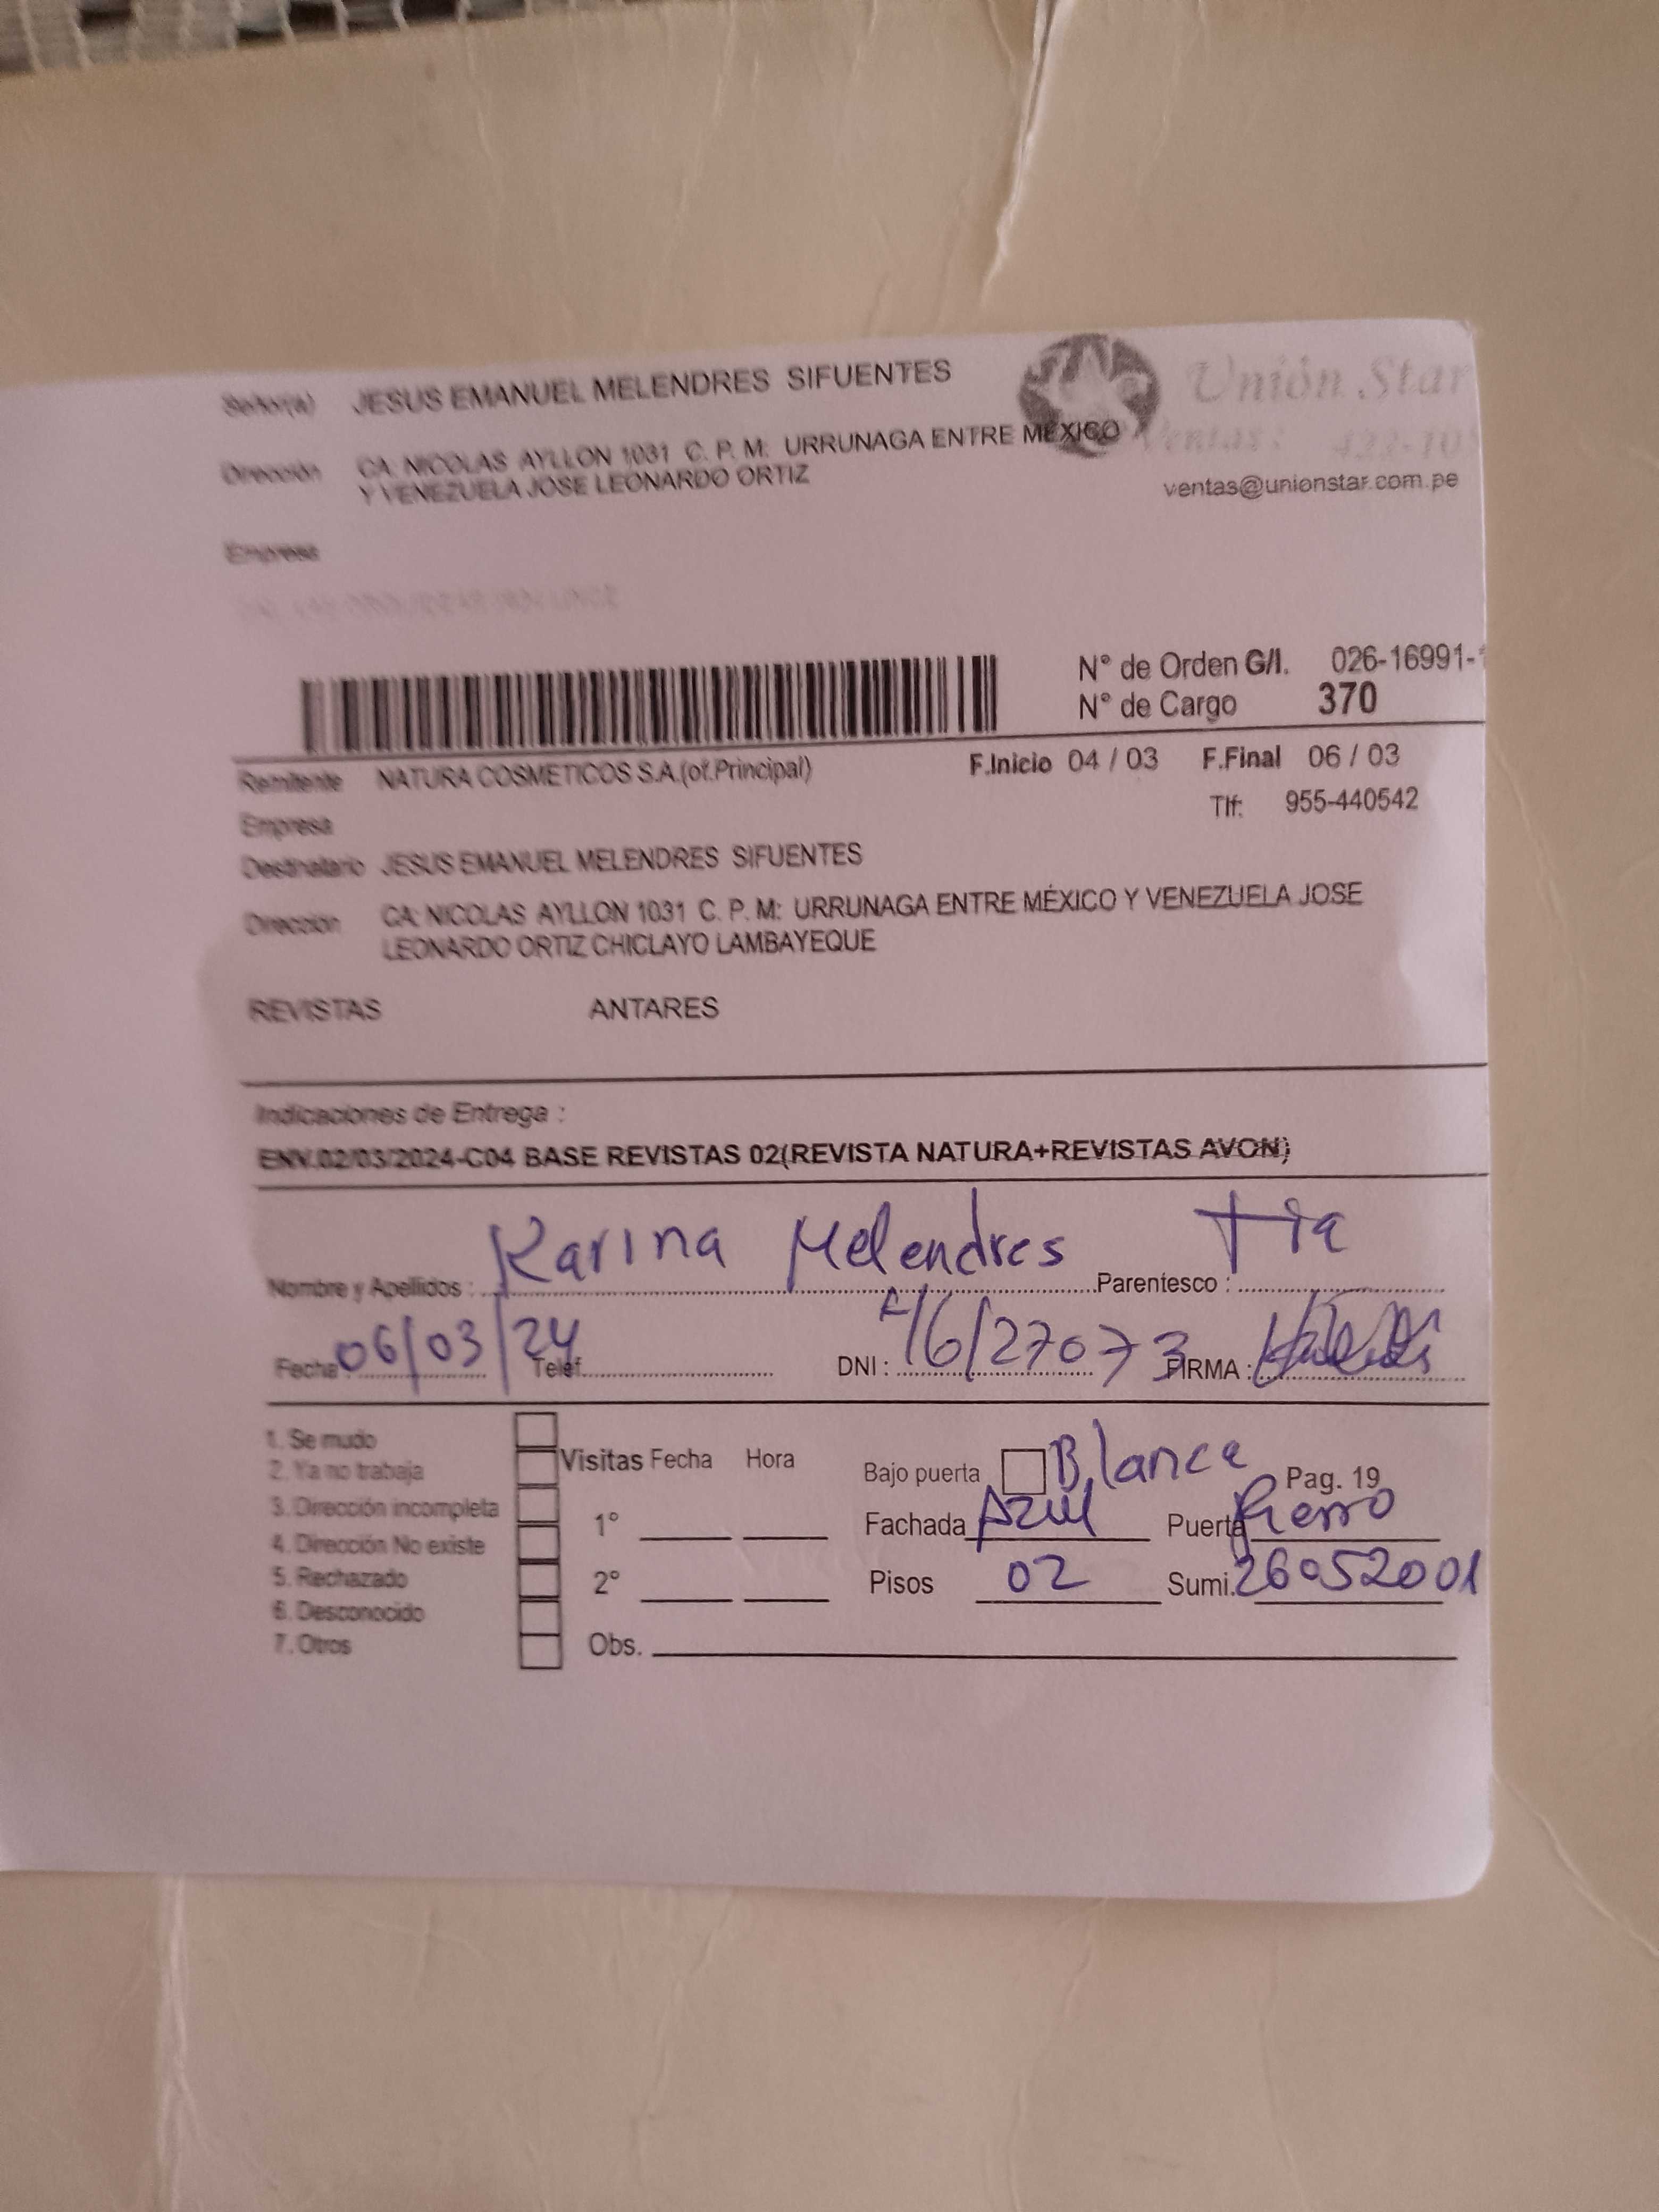 Señor(a) JESUS EMANUEL MELENDRES SIFUENTES
Unión Star
Dirección CA: NICOLAS AYLLON 1031 C. P. M: URRUNAGA ENTRE MÉXICO
Y VENEZUELA JOSE LEONARDO ORTIZ
Ventas: 422-10
ventas@unionstar.com.pe
Empresa
N° de Orden G/I. 026-16991-
N° de Cargo 370
Remitente NATURA COSMETICOS S.A.(of.Principal) F.Inicio 04 / 03 F.Final 06 / 03
Empresa Tlf: 955-440542
Destinatario JESUS EMANUEL MELENDRES SIFUENTES
Dirección CA: NICOLAS AYLLON 1031 C. P. M: URRUNAGA ENTRE MÉXICO Y VENEZUELA JOSE
LEONARDO ORTIZ CHICLAYO LAMBAYEQUE
REVISTAS ANTARES
Indicaciones de Entrega :
ENV.02/03/2024-C04 BASE REVISTAS 02(REVISTA NATURA+REVISTAS AVON)
Nombre y Apellidos : Karina Melendres Parentesco : Tia
Fecha : 06/03/24 Telef. DNI : FIRMA :
1. Se mudo
2. Ya no trabaja
3. Dirección incompleta
4. Dirección No existe
5. Rechazado
6. Desconocido
7. Otros
Visitas Fecha Hora
1°
2°
Obs.
Bajo puerta Blanca Pag. 19
Fachada Azul Puerta Fierro
Pisos 02 Sumi. 26052001